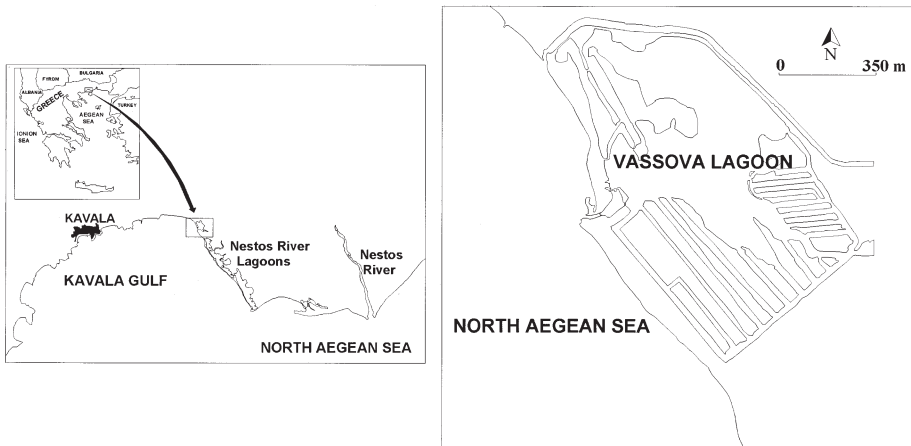 BULGARIA
FYROM
ALBANIA
GREECE
TURKEY
AEGEAN
SEA
IONION
SEA
KAVALA
KAVALA GULF
Nestos River
Lagoons
Nestos
River
NORTH AEGEAN SEA
0 350 m
N
VASSOVA LAGOON
NORTH AEGEAN SEA